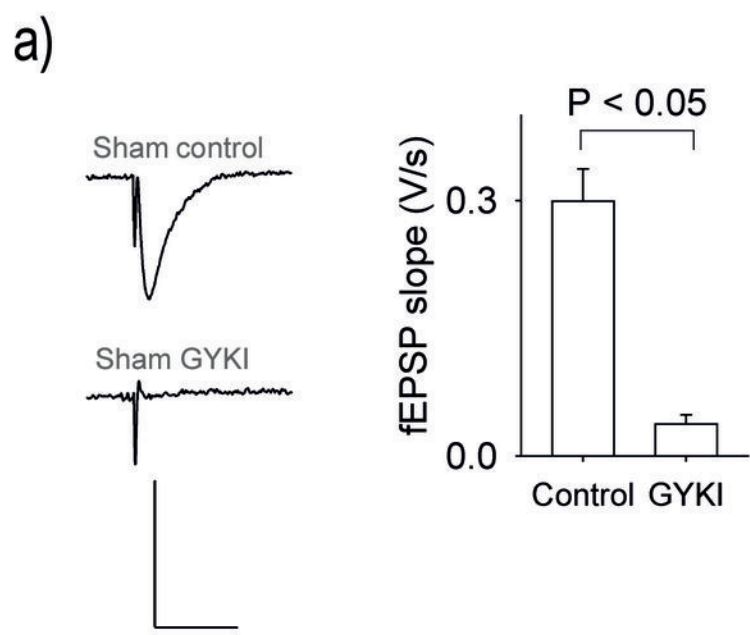 a)
Sham control
Sham GYKI
P < 0.05
fEPSP slope (V/s)
0.3
0.0
Control GYKI